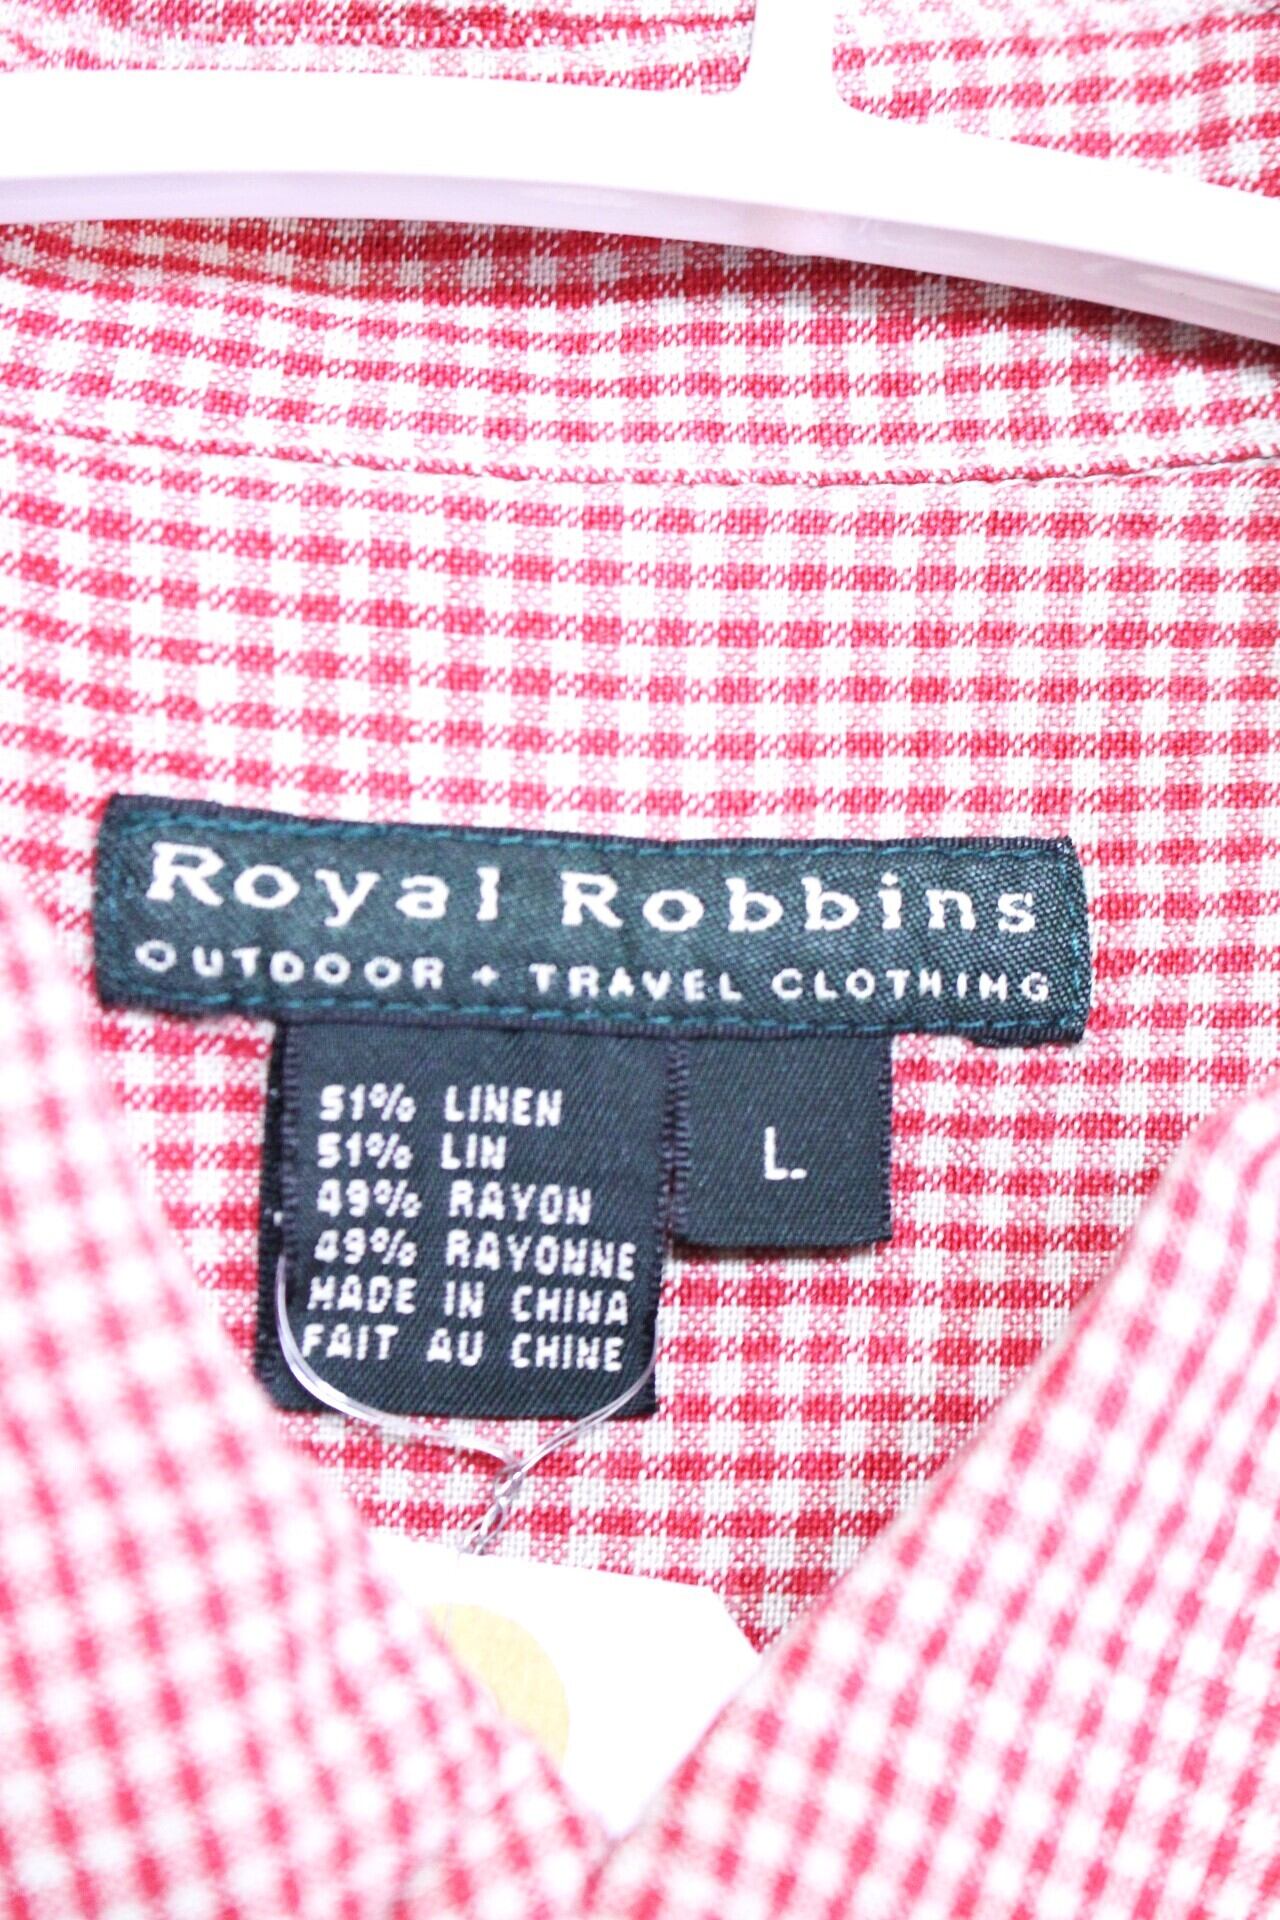 Royal Robbins
OUTDOOR + TRAVEL CLOTHING
51% LINEN
51% LIN
49% RAYON
49% RAYONNE
MADE IN CHINA
FAIT AU CHINE
L.